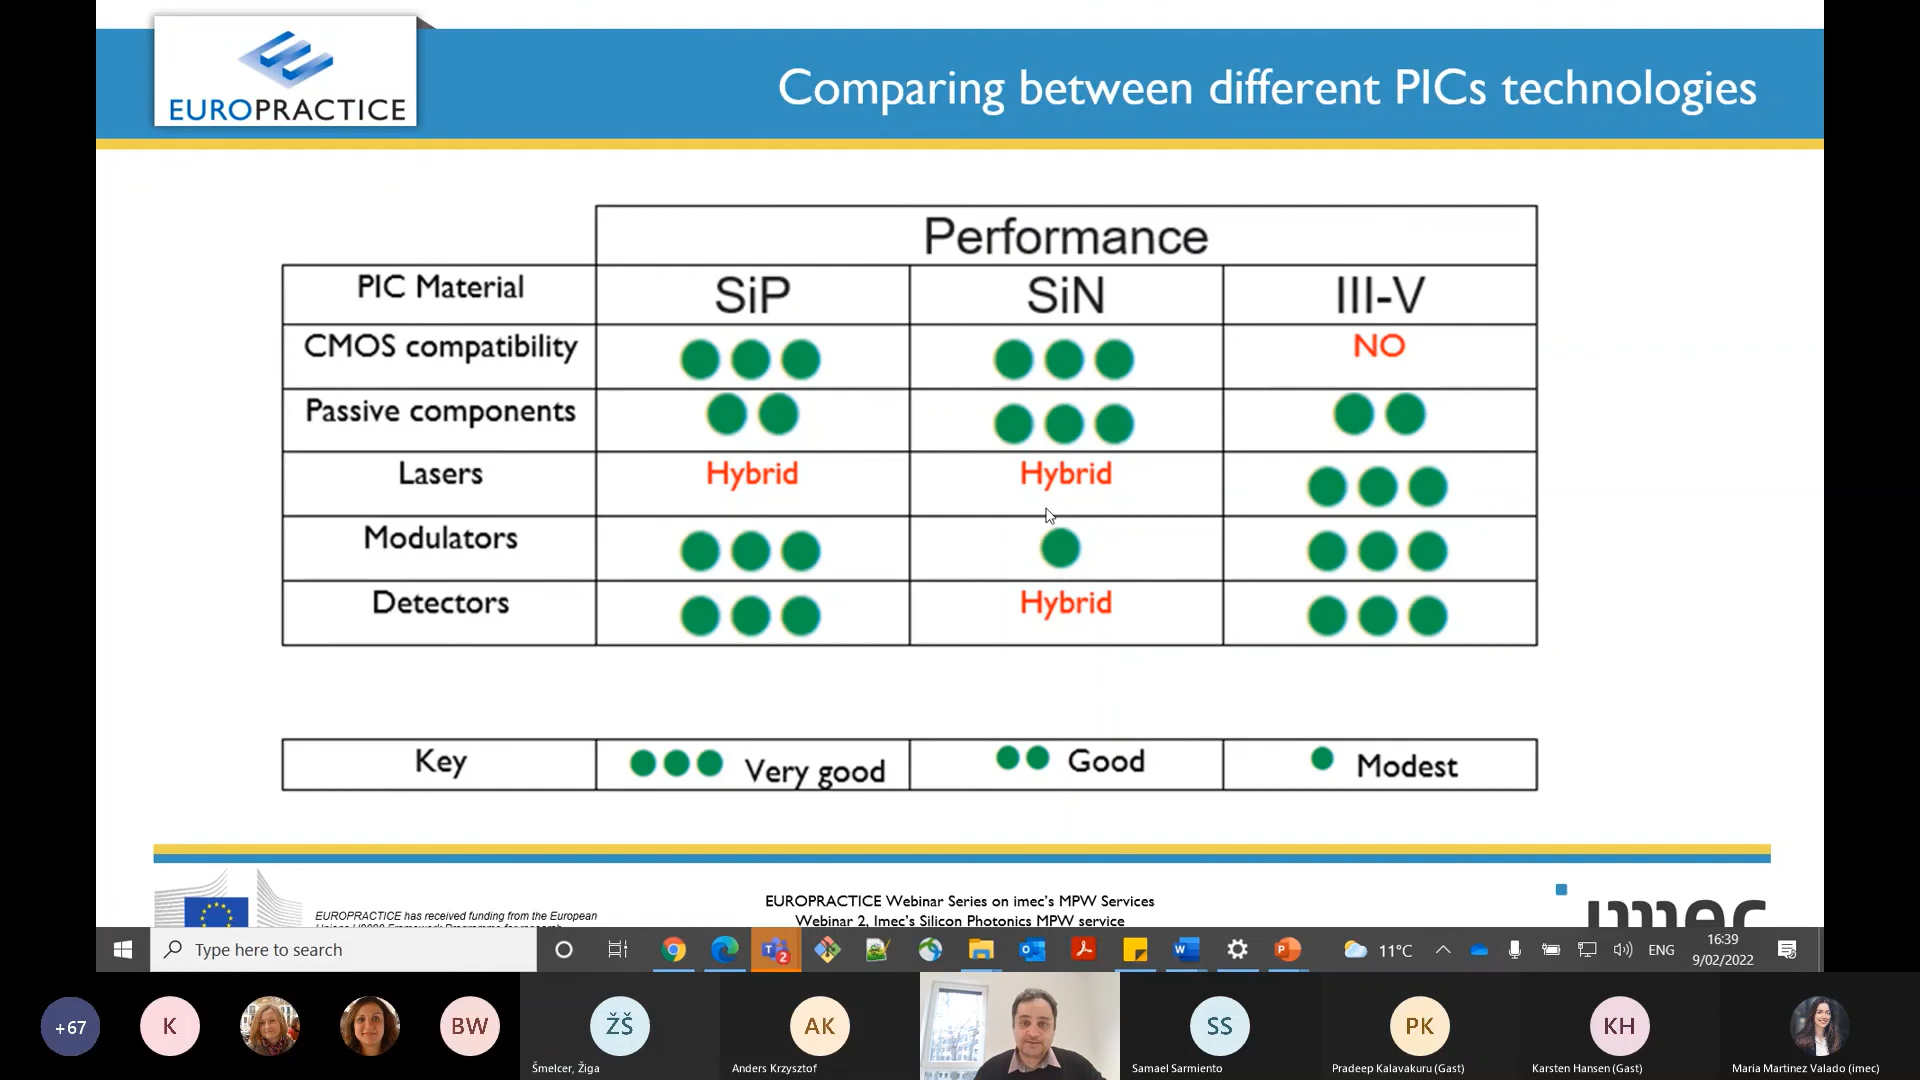 EUROPRACTICE
Comparing between different PICs technologies
Performance
PIC Material SiP SiN III-V
CMOS compatibility NO
Passive components
Lasers Hybrid Hybrid
Modulators
Detectors Hybrid
Key Very good Good Modest
EUROPRACTICE has received funding from the European
EUROPRACTICE Webinar Series on imec's MPW Services
Webinar 2, Imec's Silicon Photonics MPW service
imec
Type here to search
2
11°C
ENG
16:39
9/02/2022
+67
K
BW
ŽŠ
AK
SS
PK
KH
Šmelcer, Žiga
Anders Krzysztof
Samael Sarmiento
Pradeep Kalavakuru (Gast)
Karsten Hansen (Gast)
Maria Martinez Valado (imec)